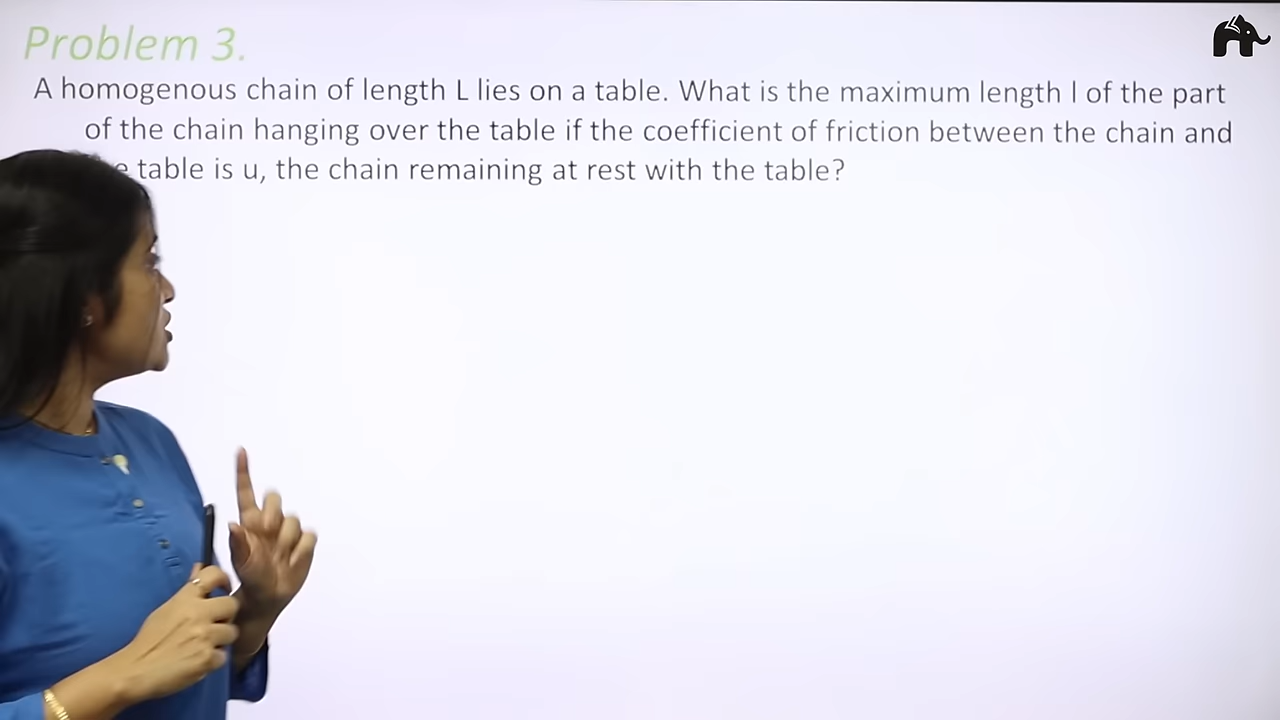 Problem 3.
A homogenous chain of length L lies on a table. What is the maximum length l of the part
of the chain hanging over the table if the coefficient of friction between the chain and
table is u, the chain remaining at rest with the table?